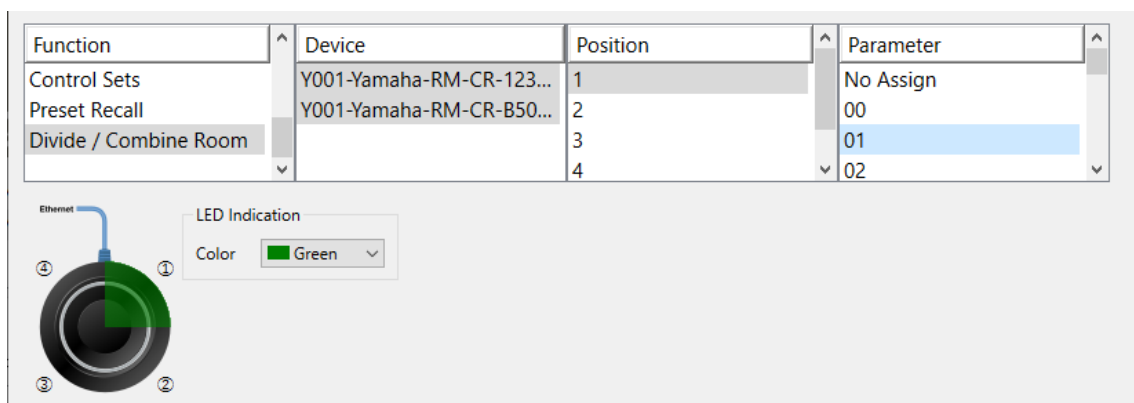 Function Device Position Parameter
Control Sets Y001-Yamaha-RM-CR-123... 1 No Assign
Preset Recall Y001-Yamaha-RM-CR-B50... 2 00
Divide / Combine Room 3 01
4 02
Ethernet
LED Indication
Color Green
④ ①
③ ②